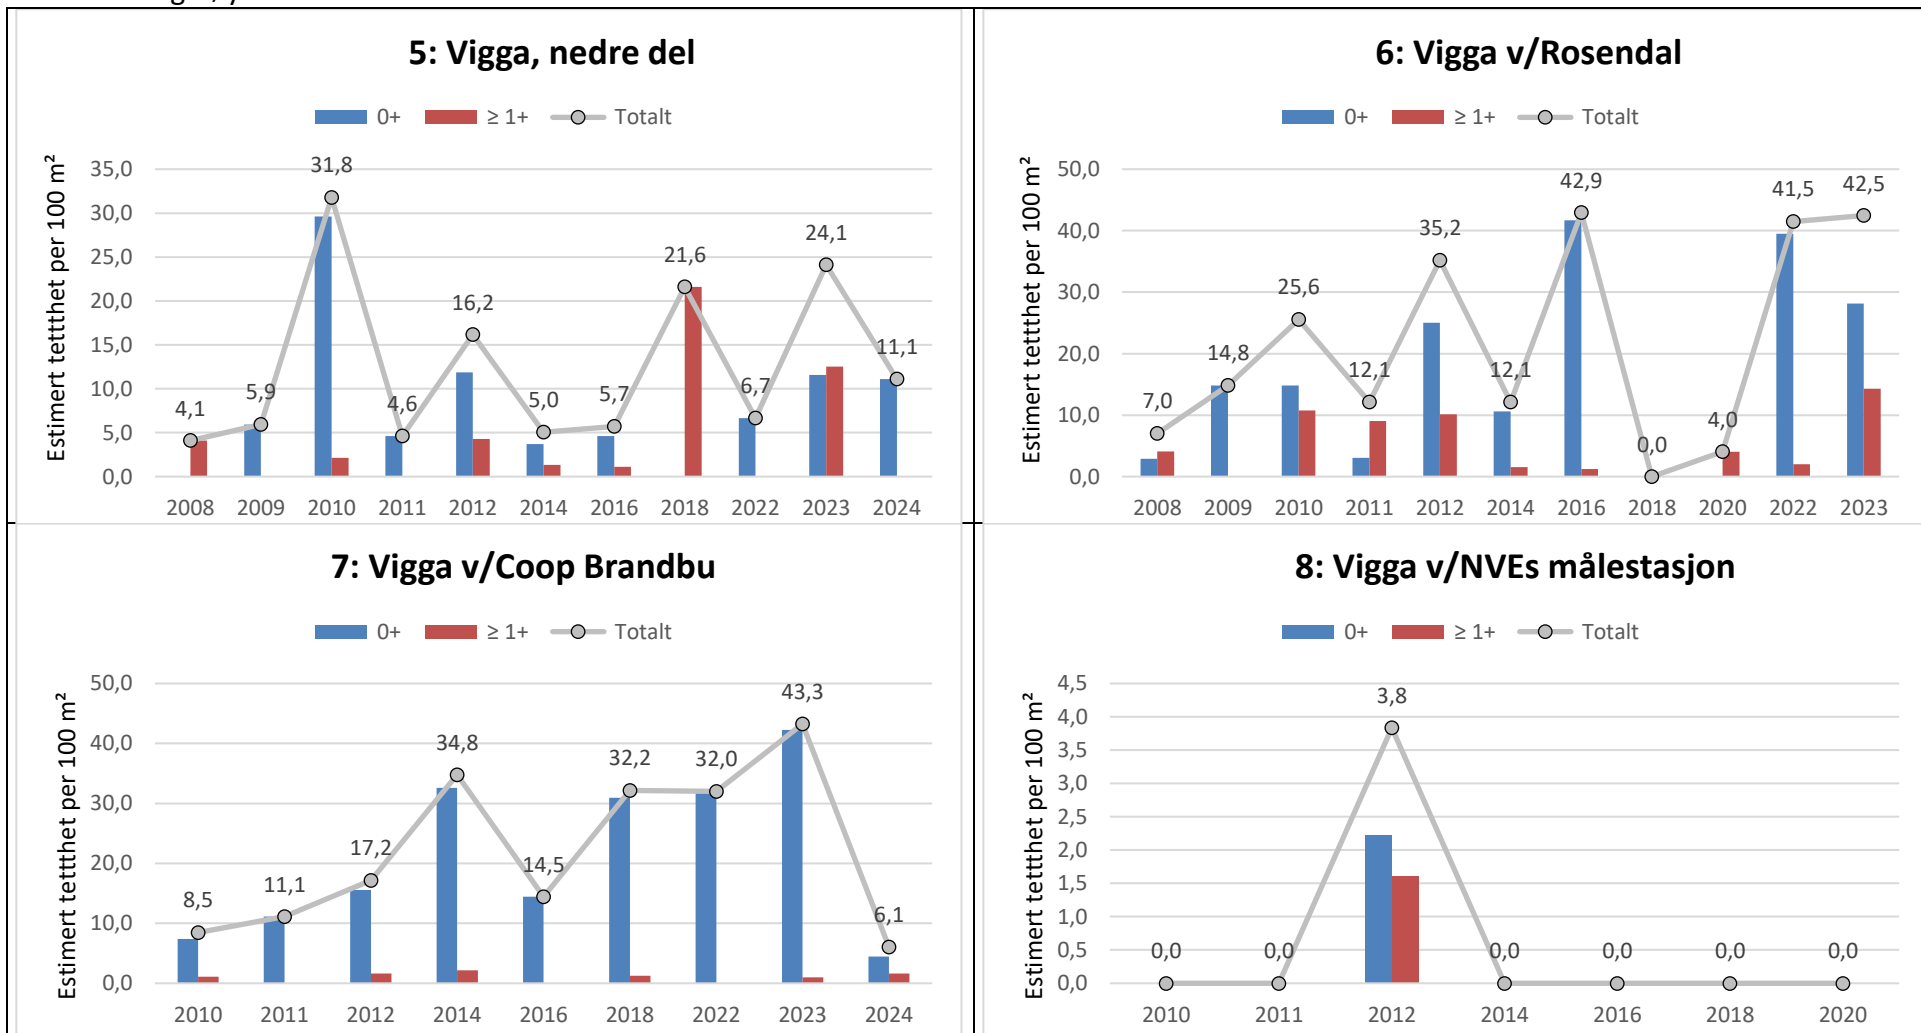 5: Vigga, nedre del
0+ ≥ 1+ Totalt
Estimert tettthet per 100 m²
35,0
30,0
25,0
20,0
15,0
10,0
5,0
0,0
4,1 5,9 31,8 4,6 16,2 5,0 5,7 21,6 6,7 24,1 11,1
2008 2009 2010 2011 2012 2014 2016 2018 2022 2023 2024
6: Vigga v/Rosendal
0+ ≥ 1+ Totalt
Estimert tettthet per 100 m²
50,0
40,0
30,0
20,0
10,0
0,0
7,0 14,8 25,6 12,1 35,2 12,1 42,9 0,0 4,0 41,5 42,5
2008 2009 2010 2011 2012 2014 2016 2018 2020 2022 2023
7: Vigga v/Coop Brandbu
0+ ≥ 1+ Totalt
Estimert tettthet per 100 m²
50,0
40,0
30,0
20,0
10,0
0,0
8,5 11,1 17,2 34,8 14,5 32,2 32,0 43,3 6,1
2010 2011 2012 2014 2016 2018 2022 2023 2024
8: Vigga v/NVEs målestasjon
0+ ≥ 1+ Totalt
Estimert tettthet per 100 m²
4,5
4,0
3,5
3,0
2,5
2,0
1,5
1,0
0,5
0,0
0,0 0,0 3,8 0,0 0,0 0,0 0,0
2010 2011 2012 2014 2016 2018 2020